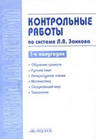 КОНТРОЛЬНЫЕ
РАБОТЫ
по системе Л.В. Занкова
1-е полугодие
• Обучение грамоте
• Русский язык
• Литературное чтение
• Математика
• Окружающий мир
• Технология